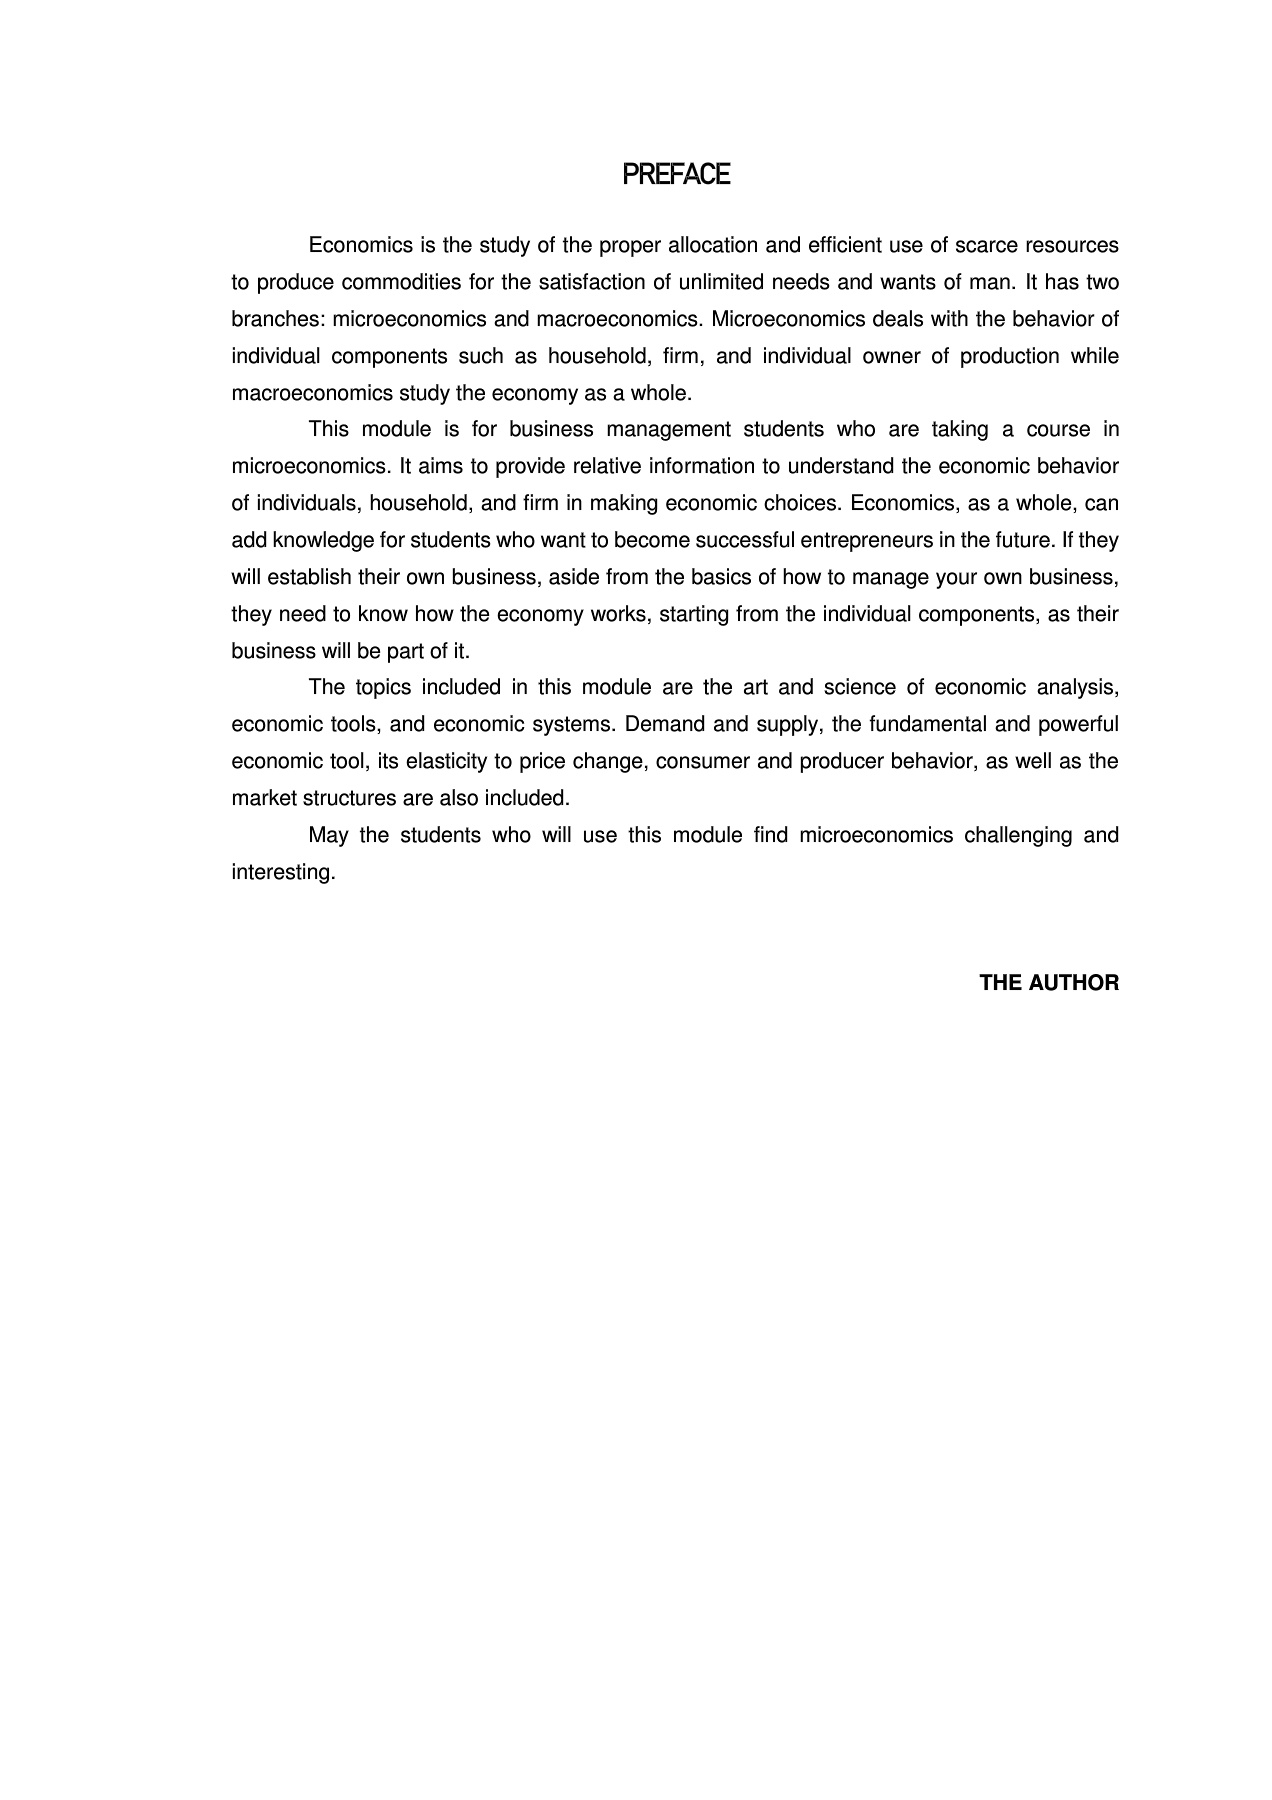 PREFACE
Economics is the study of the proper allocation and efficient use of scarce resources
to produce commodities for the satisfaction of unlimited needs and wants of man. It has two
branches: microeconomics and macroeconomics. Microeconomics deals with the behavior of
individual components such as household, firm, and individual owner of production while
macroeconomics study the economy as a whole.
This module is for business management students who are taking a course in
microeconomics. It aims to provide relative information to understand the economic behavior
of individuals, household, and firm in making economic choices. Economics, as a whole, can
add knowledge for students who want to become successful entrepreneurs in the future. If they
will establish their own business, aside from the basics of how to manage your own business,
they need to know how the economy works, starting from the individual components, as their
business will be part of it.
The topics included in this module are the art and science of economic analysis,
economic tools, and economic systems. Demand and supply, the fundamental and powerful
economic tool, its elasticity to price change, consumer and producer behavior, as well as the
market structures are also included.
May the students who will use this module find microeconomics challenging and
interesting.
THE AUTHOR